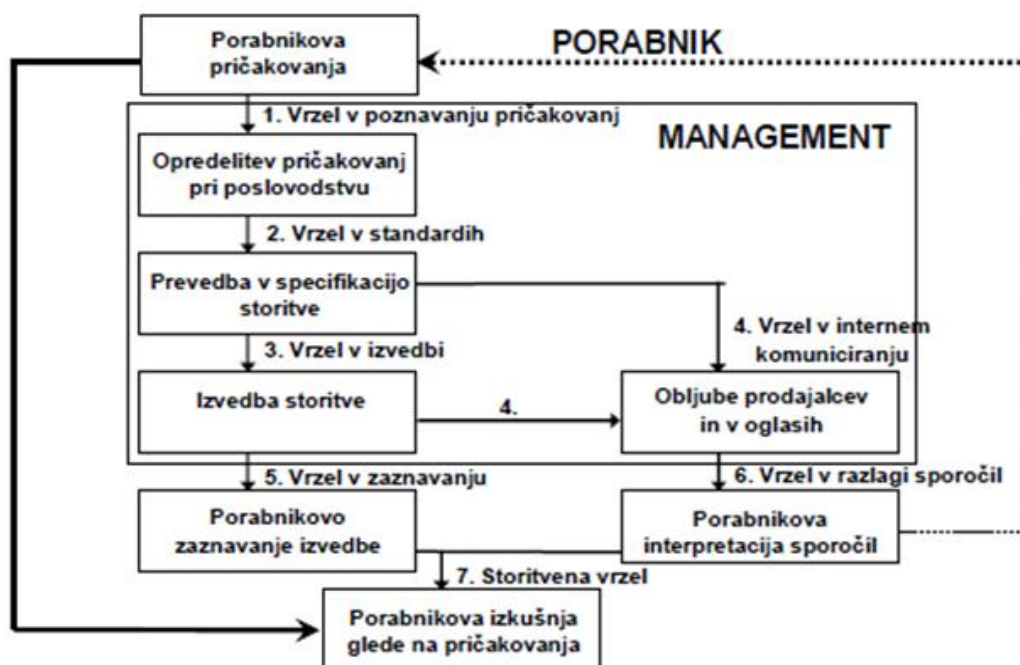 Porabnikova
pričakovanja
PORABNIK
1. Vrzel v poznavanju pričakovanj
MANAGEMENT
Opredelitev pričakovanj
pri poslovodstvu
2. Vrzel v standardih
Prevedba v specifikacijo
storitve
4. Vrzel v internem
komuniciranju
3. Vrzel v izvedbi
Izvedba storitve
4.
Obljube prodajalcev
in v oglasih
5. Vrzel v zaznavanju
6. Vrzel v razlagi sporočil
Porabnikovo
zaznavanje izvedbe
Porabnikova
interpretacija sporočil
7. Storitvena vrzel
Porabnikova izkušnja
glede na pričakovanja